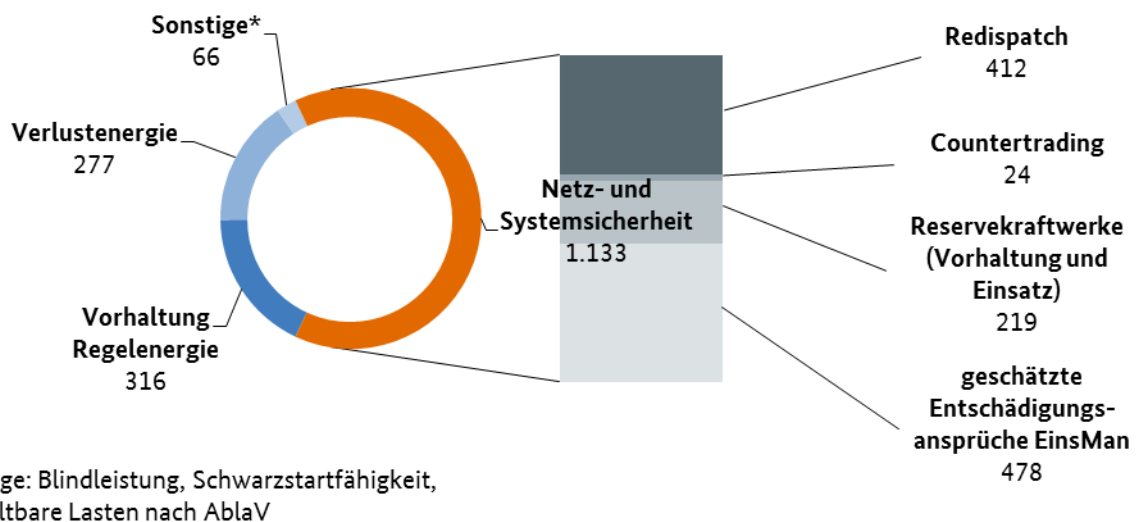 Sonstige*
66
Verlustenergie
277
Vorhaltung
Regelenergie
316
Netz- und
Systemsicherheit
1.133
Redispatch
412
Countertrading
24
Reservekraftwerke
(Vorhaltung und
Einsatz)
219
geschätzte
Entschädigungs-
ansprüche EinsMan
478
ge: Blindleistung, Schwarzstartfähigkeit,
ltbare Lasten nach AblaV